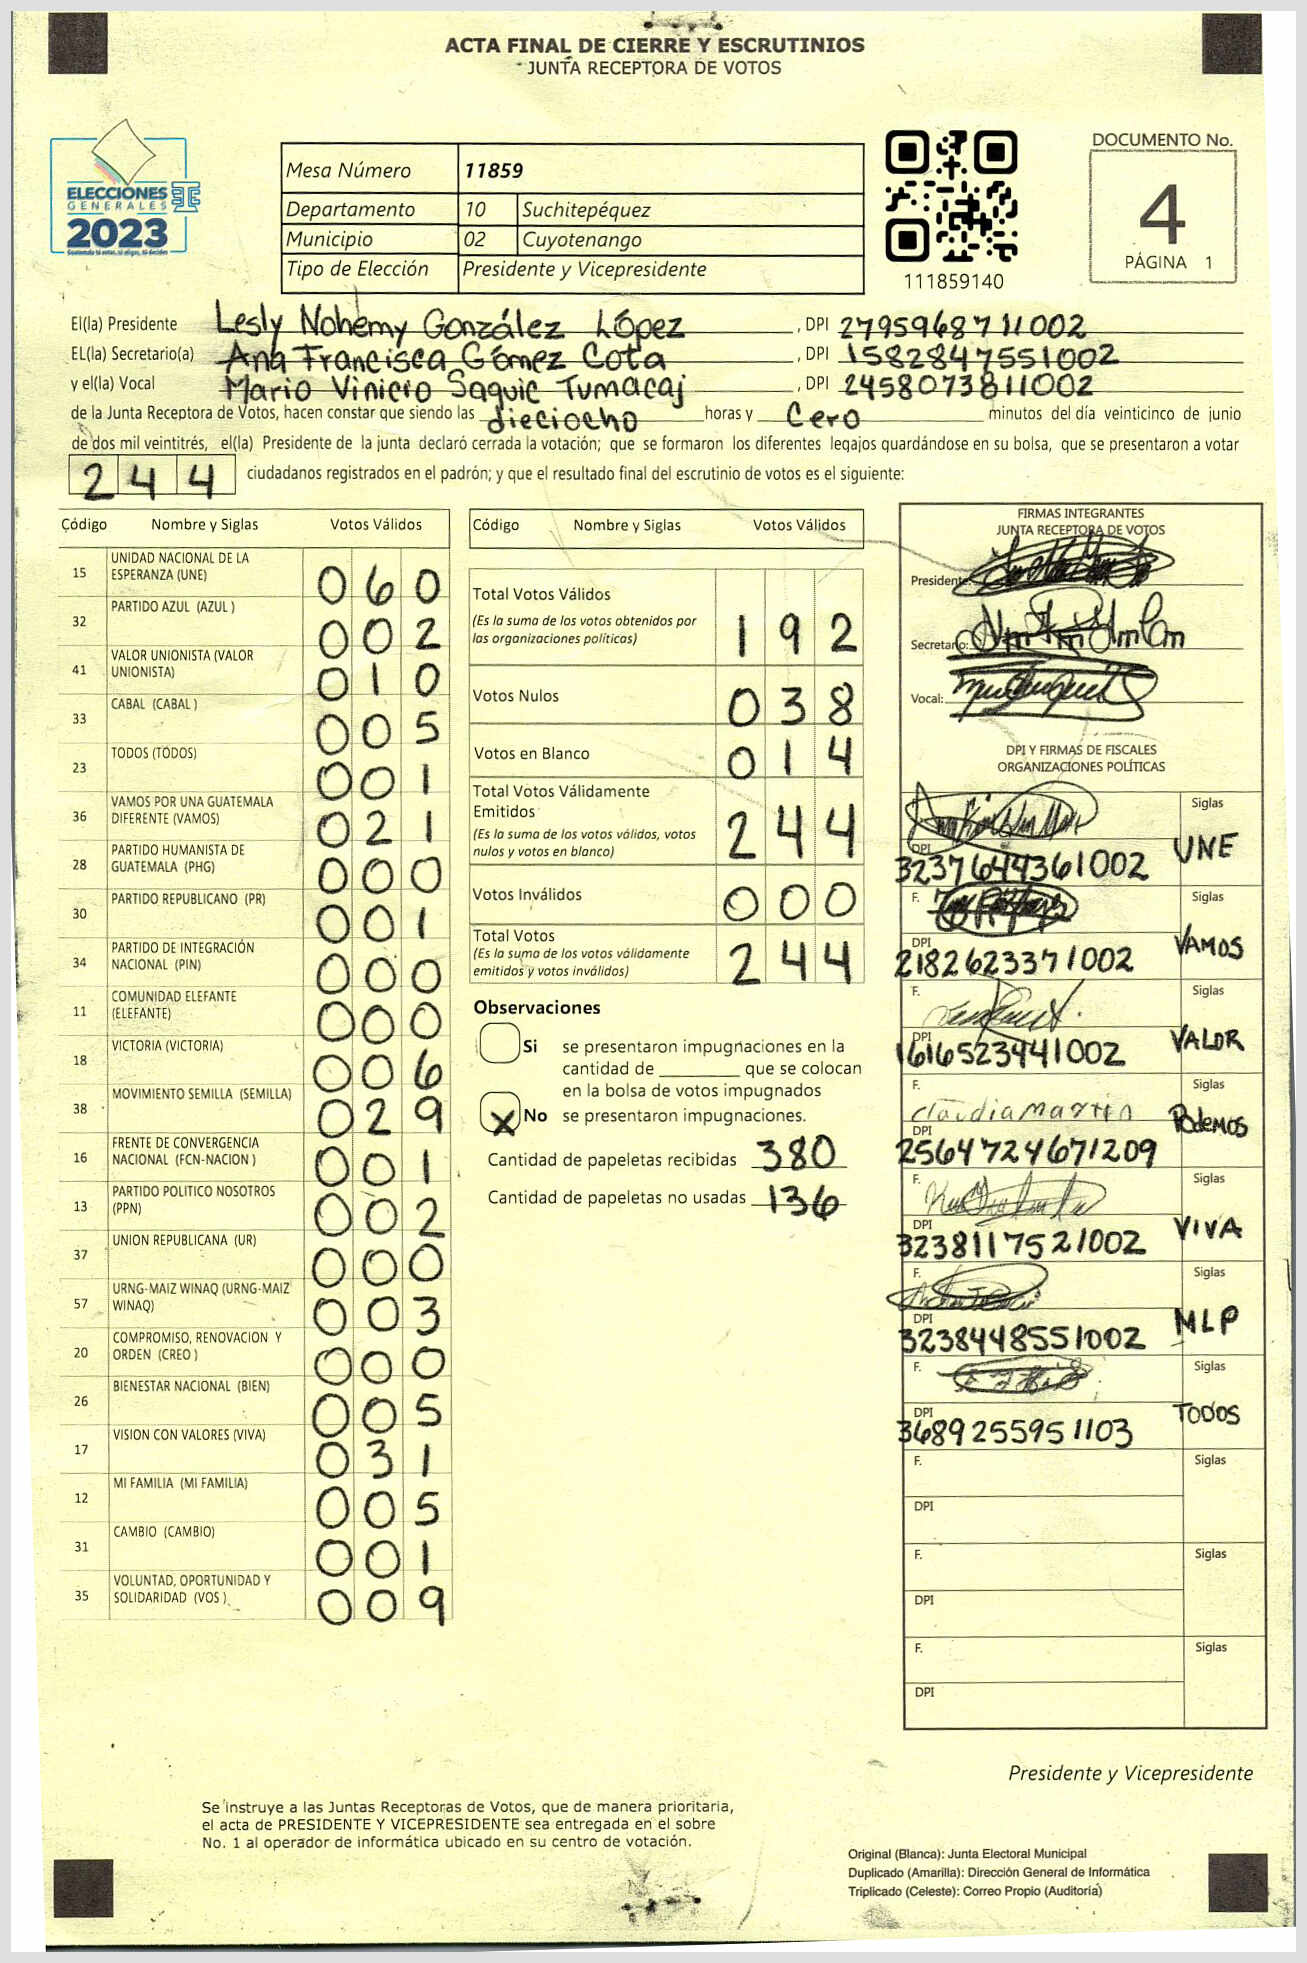 ACTA FINAL DE CIERRE Y ESCRUTINIOS
JUNTA RECEPTORA DE VOTOS
ELECCIONES
GENERALES
2023
Mesa Número 11859
Departamento 10 Suchitepéquez
Municipio 02 Cuyotenango
Tipo de Elección Presidente y Vicepresidente
111859140
DOCUMENTO No.
4
PÁGINA 1
El(la) Presidente Lesly Nohemy González López , DPI 2795968711002
EL(la) Secretario(a) Ana Francisca Gómez Cota , DPI 1582847551002
y el(la) Vocal Mario Vinicio Saquic Tumacaj , DPI 2458073811002
de la Junta Receptora de Votos, hacen constar que siendo las dieciocho horas y Cero minutos del día veinticinco de junio
de dos mil veintitrés, el(la) Presidente de la junta declaró cerrada la votación; que se formaron los diferentes legajos guardándose en su bolsa, que se presentaron a votar
244 ciudadanos registrados en el padrón; y que el resultado final del escrutinio de votos es el siguiente:
Código Nombre y Siglas Votos Válidos
15 UNIDAD NACIONAL DE LA
ESPERANZA (UNE) 060
32 PARTIDO AZUL (AZUL ) 002
41 VALOR UNIONISTA (VALOR
UNIONISTA) 010
33 CABAL (CABAL ) 005
23 TODOS (TODOS) 001
36 VAMOS POR UNA GUATEMALA
DIFERENTE (VAMOS) 021
28 PARTIDO HUMANISTA DE
GUATEMALA (PHG) 000
30 PARTIDO REPUBLICANO (PR) 001
34 PARTIDO DE INTEGRACIÓN
NACIONAL (PIN) 000
11 COMUNIDAD ELEFANTE
(ELEFANTE) 000
18 VICTORIA (VICTORIA) 006
38 MOVIMIENTO SEMILLA (SEMILLA) 029
16 FRENTE DE CONVERGENCIA
NACIONAL (FCN-NACION ) 001
13 PARTIDO POLITICO NOSOTROS
(PPN) 002
37 UNION REPUBLICANA (UR) 000
57 URNG-MAIZ WINAQ (URNG-MAIZ
WINAQ) 003
20 COMPROMISO, RENOVACION Y
ORDEN (CREO ) 000
26 BIENESTAR NACIONAL (BIEN) 005
17 VISION CON VALORES (VIVA) 031
12 MI FAMILIA (MI FAMILIA) 005
31 CAMBIO (CAMBIO) 001
35 VOLUNTAD, OPORTUNIDAD Y
SOLIDARIDAD (VOS ) 009
Código Nombre y Siglas Votos Válidos
Total Votos Válidos
(Es la suma de los votos obtenidos por
las organizaciones políticas) 192
Votos Nulos 038
Votos en Blanco 014
Total Votos Válidamente
Emitidos
(Es la suma de los votos válidos, votos
nulos y votos en blanco) 244
Votos Inválidos 000
Total Votos
(Es la suma de los votos válidamente
emitidos y votos inválidos) 244
Observaciones
Si se presentaron impugnaciones en la
cantidad de ________ que se colocan
en la bolsa de votos impugnados
X No se presentaron impugnaciones.
Cantidad de papeletas recibidas 380
Cantidad de papeletas no usadas 136
FIRMAS INTEGRANTES
JUNTA RECEPTORA DE VOTOS
Presidente:
Secretario:
Vocal:
DPI Y FIRMAS DE FISCALES
ORGANIZACIONES POLÍTICAS
Siglas
DPI
3237644361002 UNE
F. Siglas
DPI
2182623371002 VAMOS
F. Siglas
DPI
1616523441002 VALOR
F. claudia martin Siglas
DPI
2564724671209 PodeMOS
F. Siglas
DPI
3238117521002 VIVA
F. Siglas
DPI
3238448551002 MLP
F. Siglas
DPI
3689255951103 TODOS
F. Siglas
DPI
F. Siglas
DPI
F. Siglas
DPI
Presidente y Vicepresidente
Se instruye a las Juntas Receptoras de Votos, que de manera prioritaria,
el acta de PRESIDENTE Y VICEPRESIDENTE sea entregada en el sobre
No. 1 al operador de informática ubicado en su centro de votación.
Original (Blanca): Junta Electoral Municipal
Duplicado (Amarilla): Dirección General de Informática
Triplicado (Celeste): Correo Propio (Auditoría)